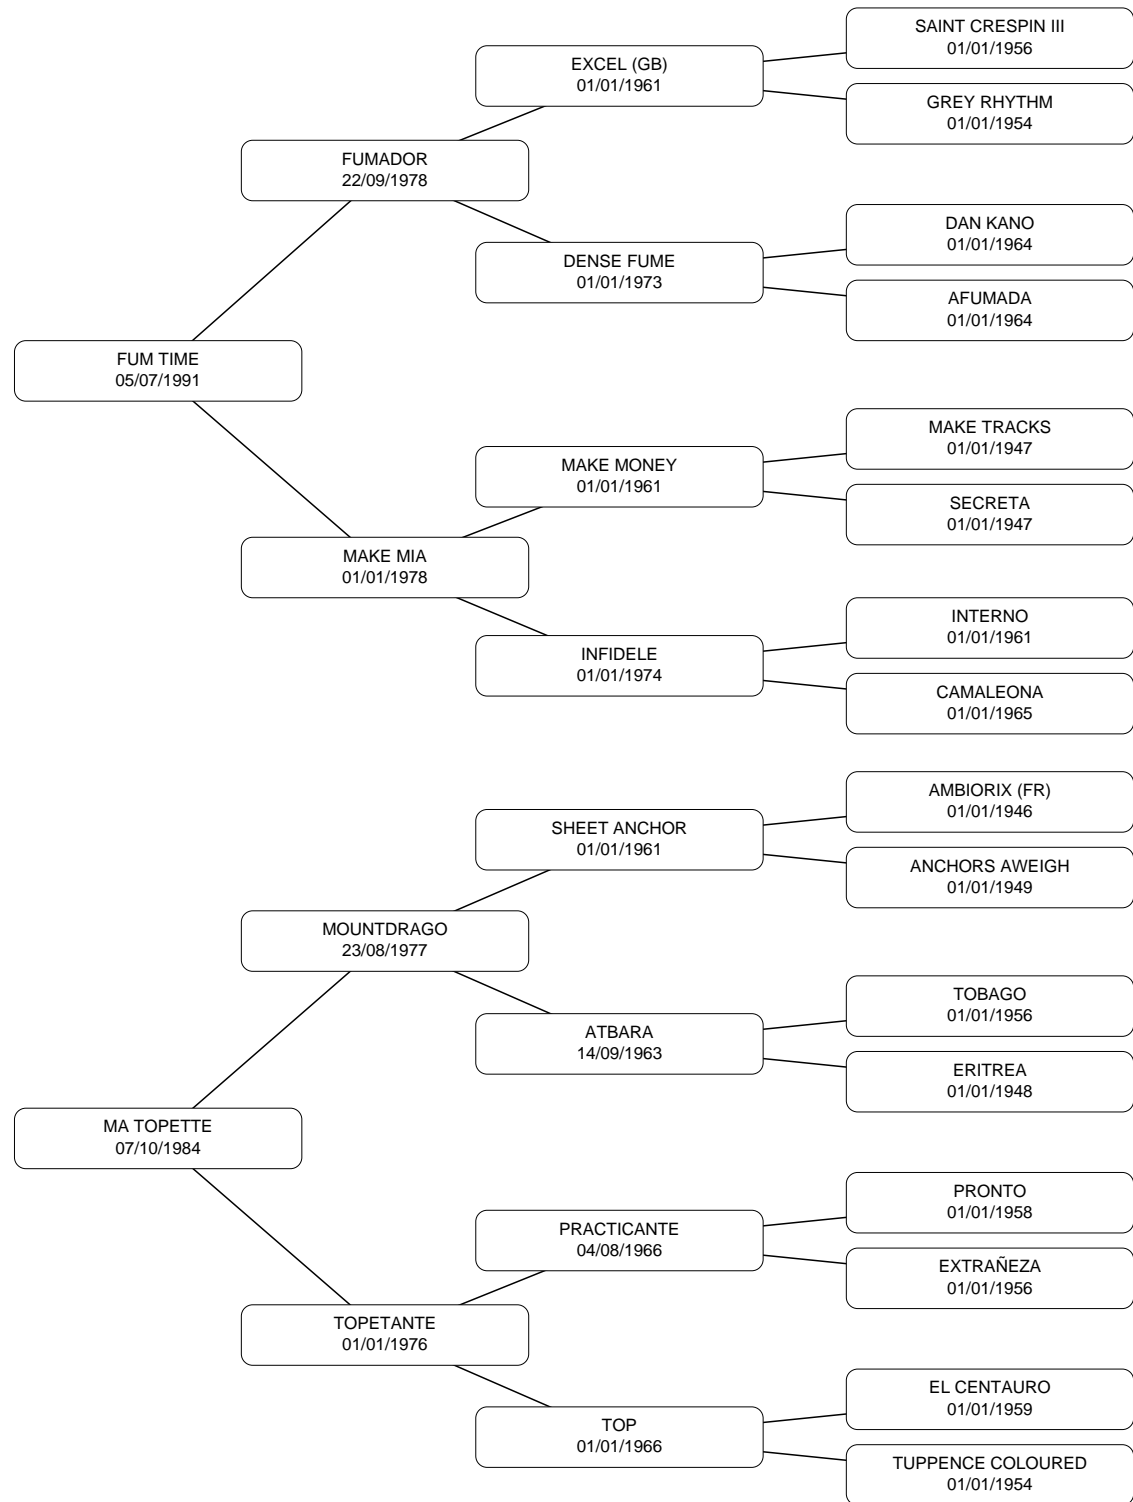 SAINT CRESPIN III
01/01/1956
EXCEL (GB)
01/01/1961
GREY RHYTHM
01/01/1954
FUMADOR
22/09/1978
DAN KANO
01/01/1964
DENSE FUME
01/01/1973
AFUMADA
01/01/1964
FUM TIME
05/07/1991
MAKE TRACKS
01/01/1947
MAKE MONEY
01/01/1961
SECRETA
01/01/1947
MAKE MIA
01/01/1978
INTERNO
01/01/1961
INFIDELE
01/01/1974
CAMALEONA
01/01/1965
AMBIORIX (FR)
01/01/1946
SHEET ANCHOR
01/01/1961
ANCHORS AWEIGH
01/01/1949
MOUNTDRAGO
23/08/1977
TOBAGO
01/01/1956
ATBARA
14/09/1963
ERITREA
01/01/1948
MA TOPETTE
07/10/1984
PRONTO
01/01/1958
PRACTICANTE
04/08/1966
EXTRAÑEZA
01/01/1956
TOPETANTE
01/01/1976
EL CENTAURO
01/01/1959
TOP
01/01/1966
TUPPENCE COLOURED
01/01/1954